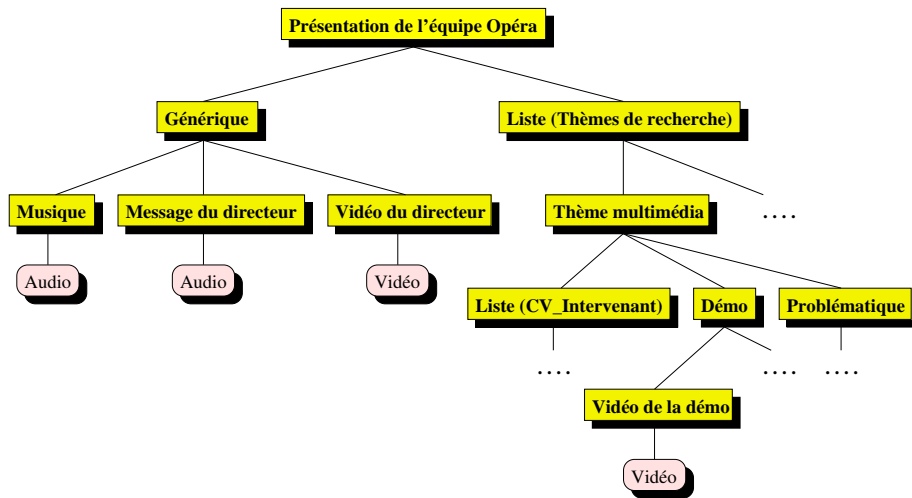 Présentation de l'équipe Opéra
Générique
Liste (Thèmes de recherche)
Musique
Message du directeur
Vidéo du directeur
Thème multimédia
....
Audio
Audio
Vidéo
Liste (CV_Intervenant)
Démo
Problématique
....
....
....
Vidéo de la démo
Vidéo